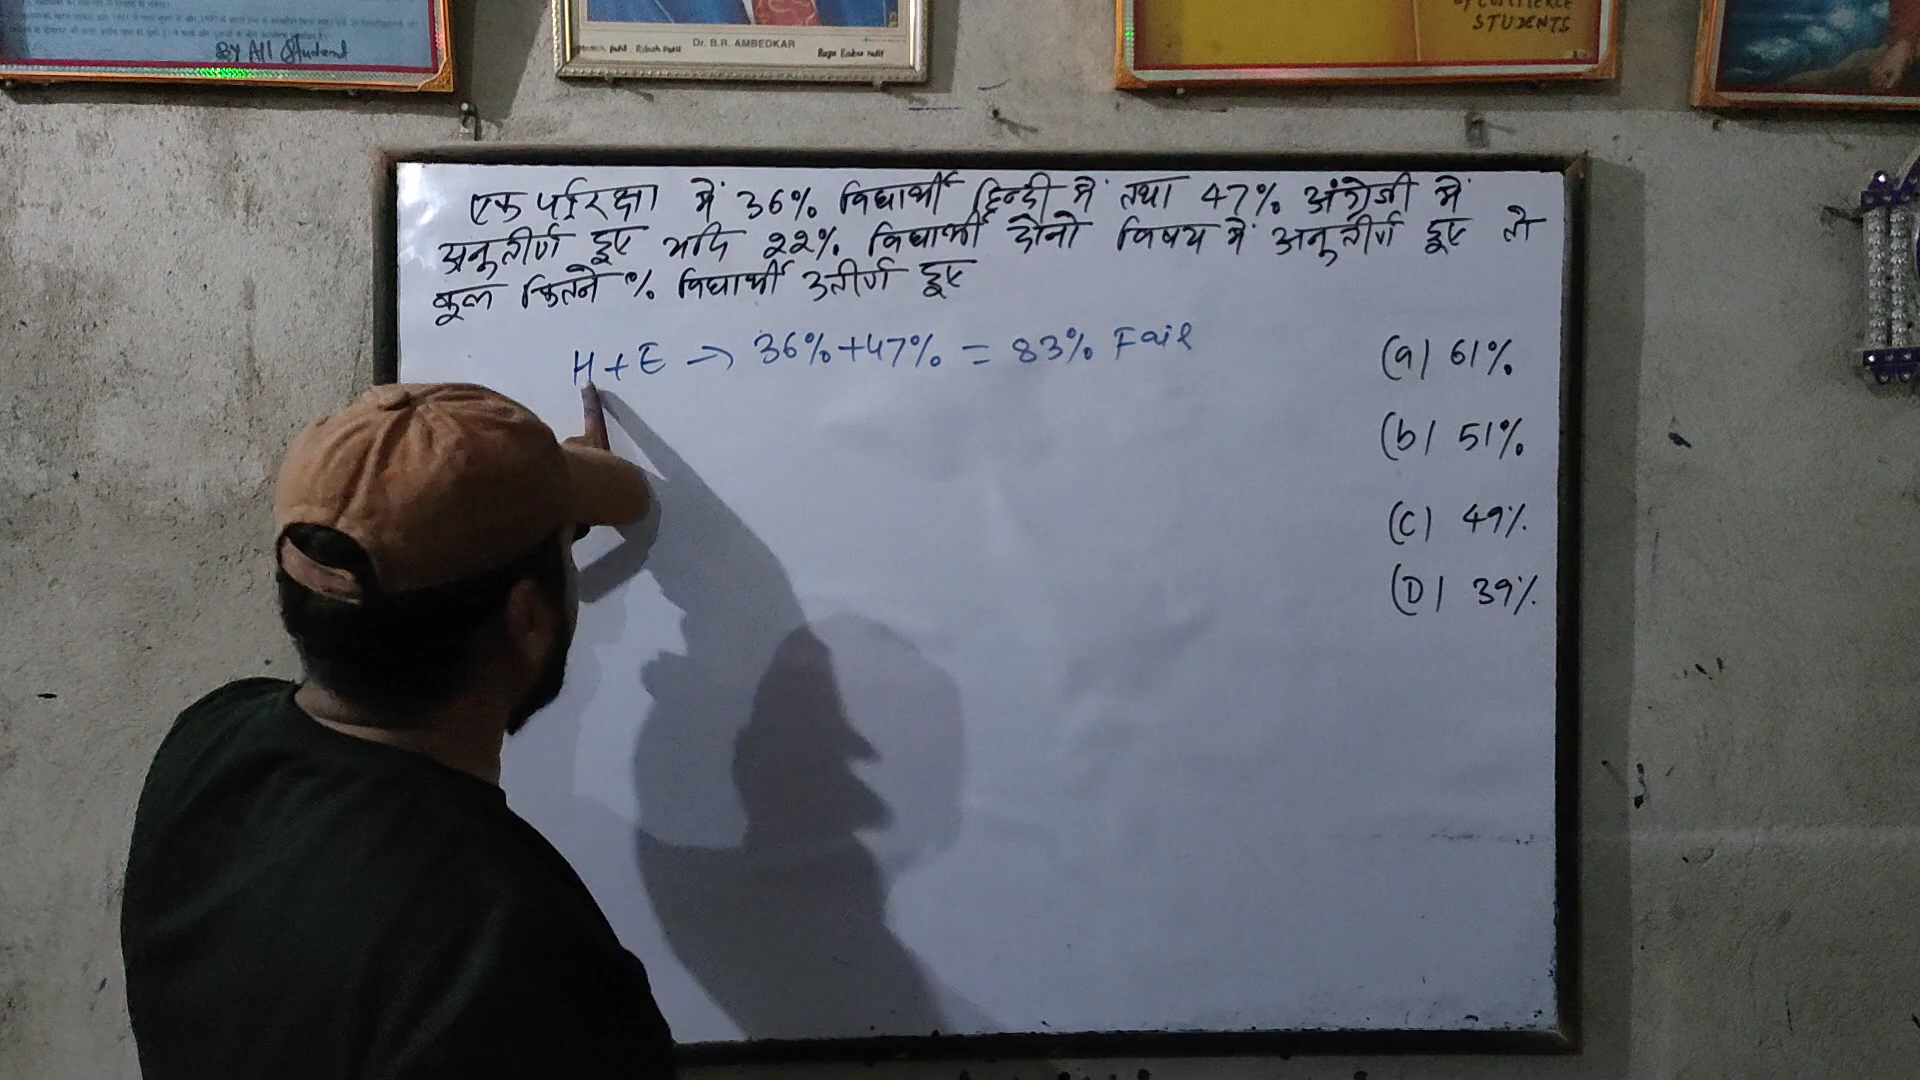 By All Student
Dr. B.R. AMBEDKAR
STUDENTS
एक पर्रिक्षा में 36% विद्यार्थी हिन्दी में तथा 47% अंग्रेजी में
अनुत्तीर्ण हुए यदि 22% विद्यार्थी दोनो विषय में अनुत्तीर्ण हुए तो
कूल कितने % विद्यार्थी उत्तीर्ण हुए
H+E → 36%+47% = 83% Fail
(a) 61%
(b) 51%
(C) 49%
(D) 39%